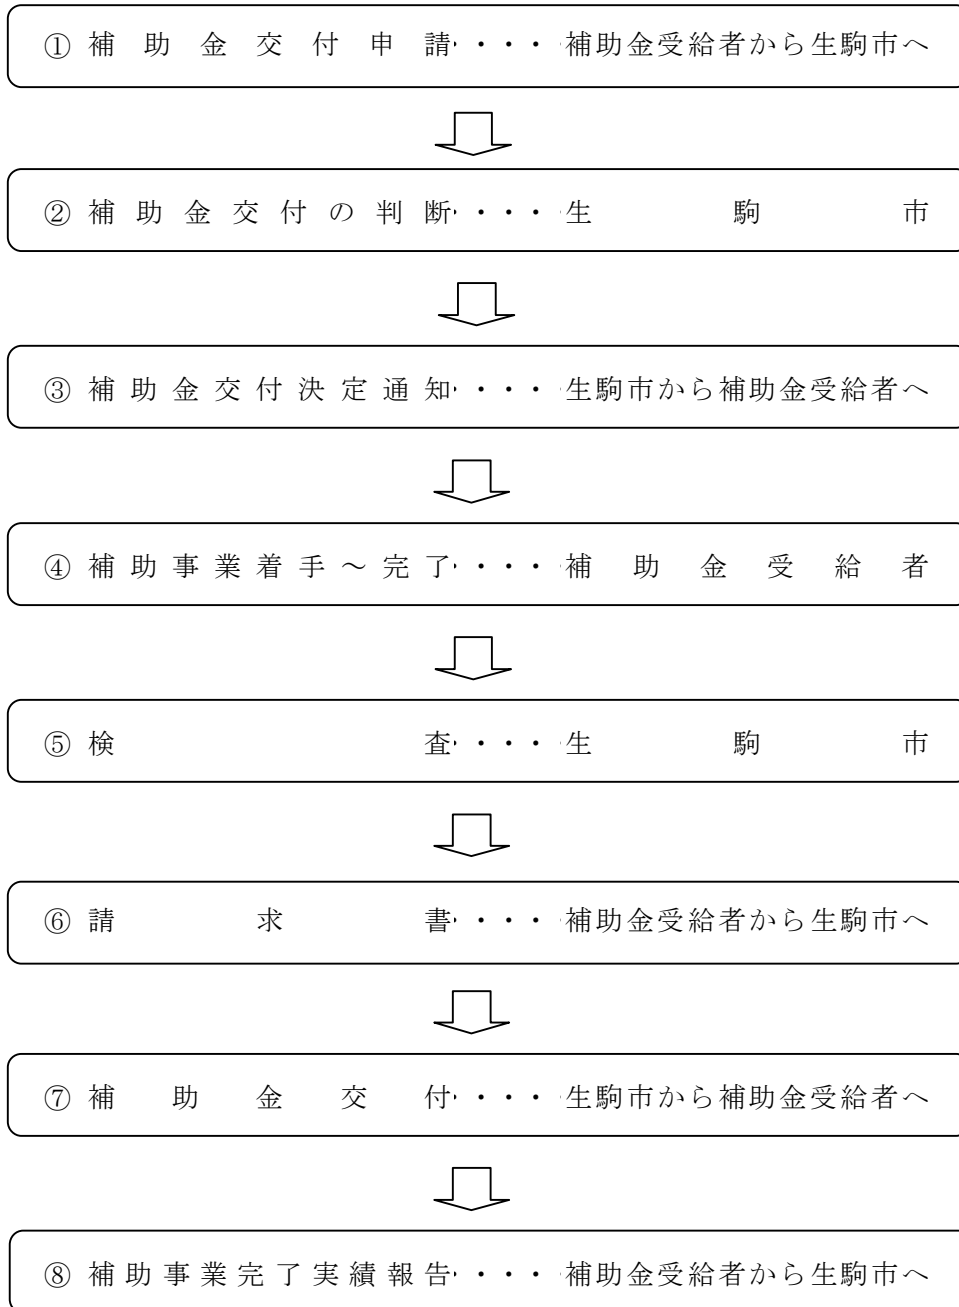 ① 補助金交付申請・・・・補助金受給者から生駒市へ
② 補助金交付の判断・・・・生駒市
③ 補助金交付決定通知・・・・生駒市から補助金受給者へ
④ 補助事業着手～完了・・・・補助金受給者
⑤ 検査・・・・生駒市
⑥ 請求書・・・・補助金受給者から生駒市へ
⑦ 補助金交付・・・・生駒市から補助金受給者へ
⑧ 補助事業完了実績報告・・・・補助金受給者から生駒市へ